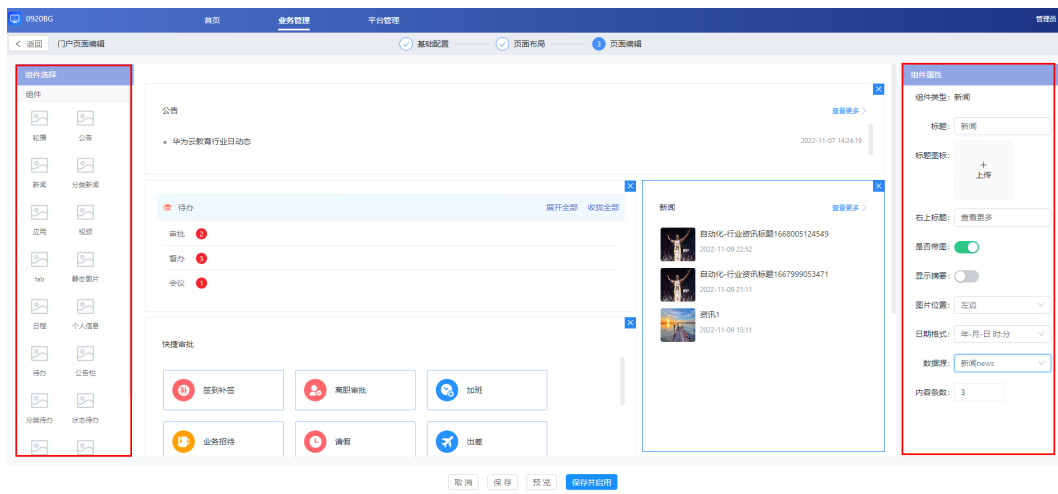 0920BG 首页 业务管理 平台管理 管理员
< 返回 门户页面编辑 基础配置 页面布局 3 页面编辑
组件选择
组件
轮播 公告
新闻 分类新闻
应用 视频
tab 静态图片
日程 个人信息
待办 公告栏
分类待办 状态待办
公告 查看更多 >
华为云教育行业日动态 2022-11-07 14:24:19
待办 展开全部 收拢全部
审批 2
督办 3
会议 1
快捷审批
补 签到补签 离职审批 加班
业务招待 请假 出差
新闻 查看更多 >
自动化-行业资讯标题1668005124549
2022-11-09 22:52
自动化-行业资讯标题1667999053471
2022-11-09 21:11
资讯1
2022-11-09 15:11
组件属性
组件类型: 新闻
标题: 新闻
标题图标: + 上传
右上标题: 查看更多
是否带图:
显示摘要:
图片位置: 左边
日期格式: 年-月-日 时:分
数据源: 新闻news
内容条数: 3
取消 保存 预览 保存并启用